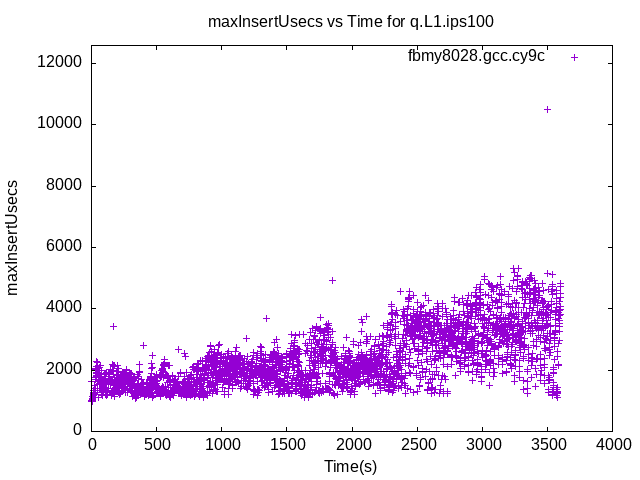 maxInsertUsecs vs Time for q.L1.ips100
fbmy8028.gcc.cy9c
maxInsertUsecs
12000
10000
8000
6000
4000
2000
0
0 500 1000 1500 2000 2500 3000 3500 4000
Time(s)